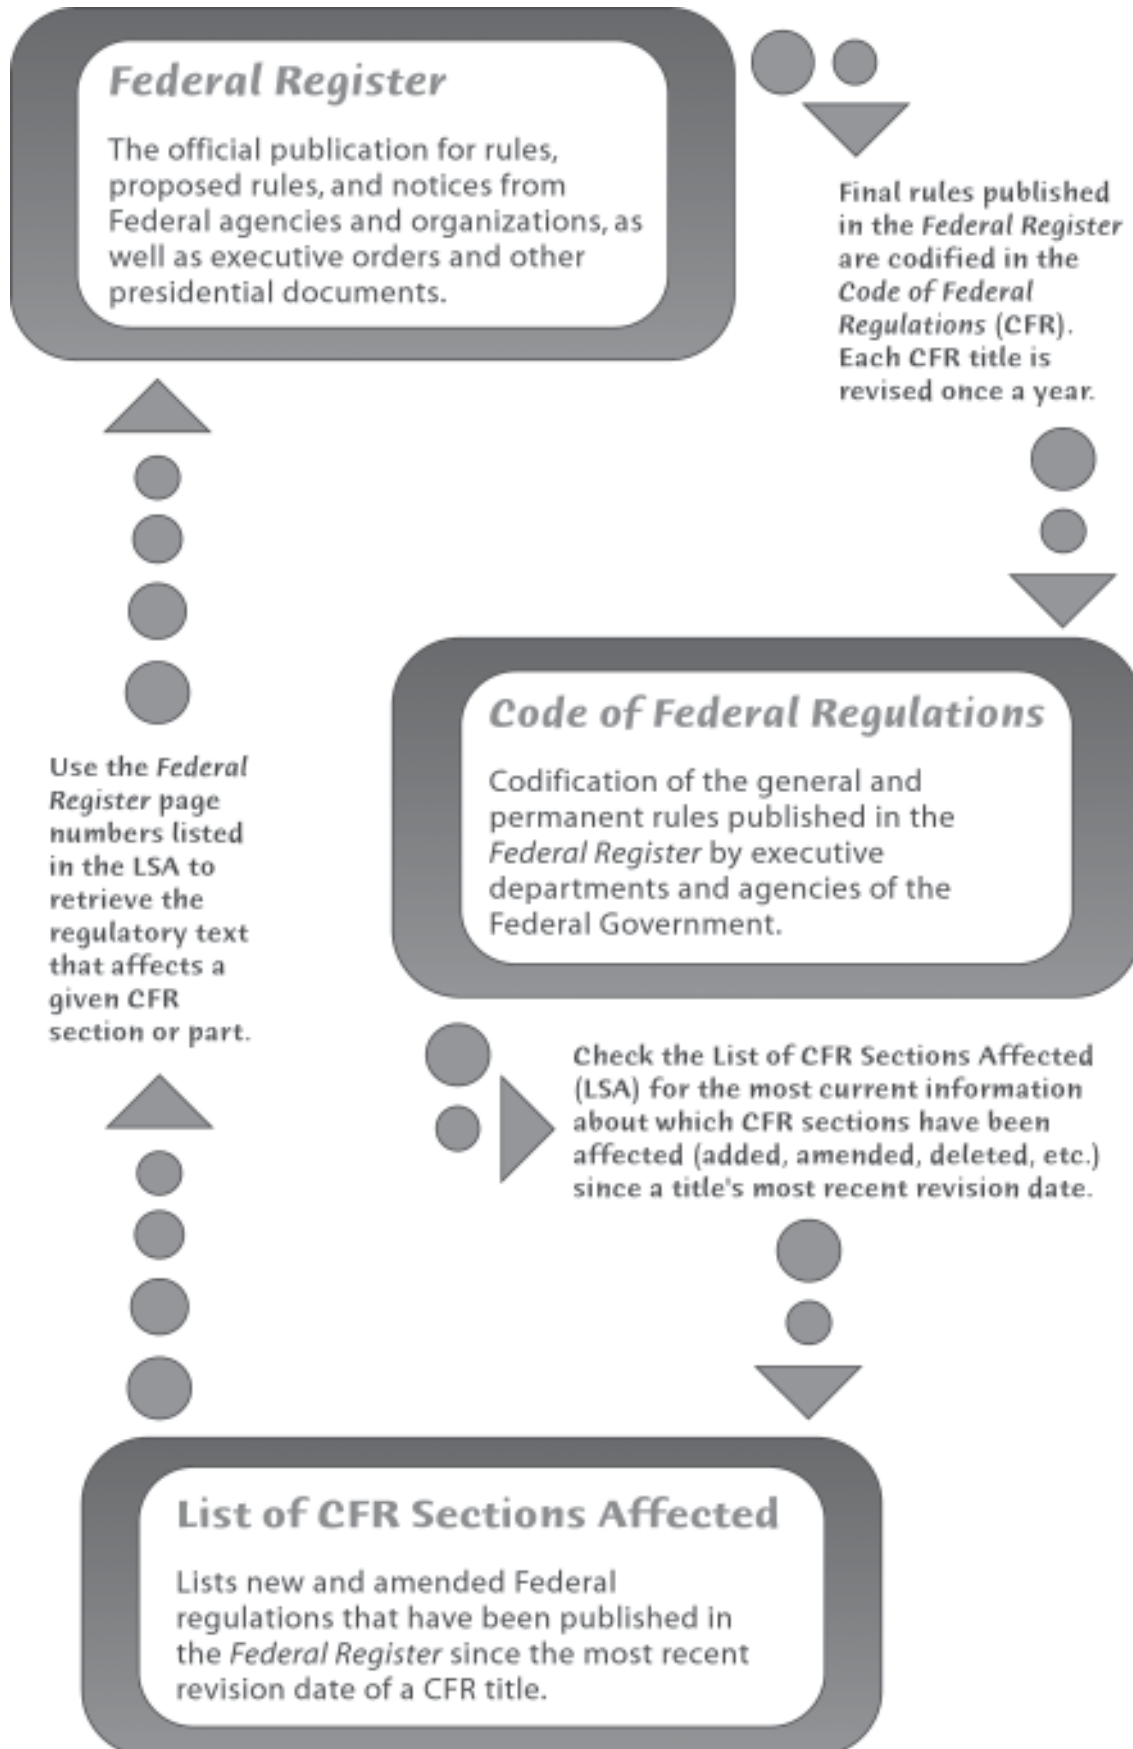 Federal Register
The official publication for rules,
proposed rules, and notices from
Federal agencies and organizations, as
well as executive orders and other
presidential documents.
Final rules published
in the Federal Register
are codified in the
Code of Federal
Regulations (CFR).
Each CFR title is
revised once a year.
Code of Federal Regulations
Codification of the general and
permanent rules published in the
Federal Register by executive
departments and agencies of the
Federal Government.
Check the List of CFR Sections Affected
(LSA) for the most current information
about which CFR sections have been
affected (added, amended, deleted, etc.)
since a title's most recent revision date.
List of CFR Sections Affected
Lists new and amended Federal
regulations that have been published in
the Federal Register since the most recent
revision date of a CFR title.
Use the Federal
Register page
numbers listed
in the LSA to
retrieve the
regulatory text
that affects a
given CFR
section or part.